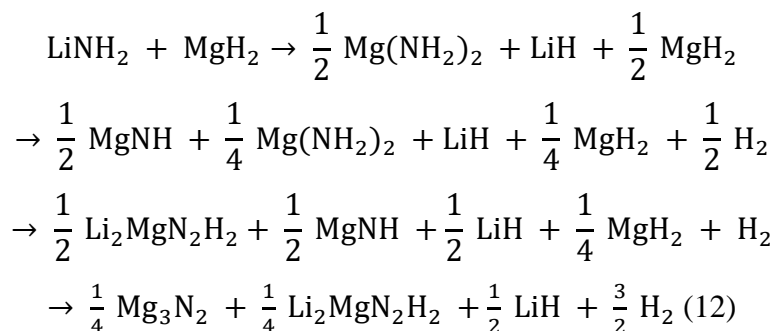 LiNH₂ + MgH₂ → 1/2 Mg(NH₂)₂ + LiH + 1/2 MgH₂
→ 1/2 MgNH + 1/4 Mg(NH₂)₂ + LiH + 1/4 MgH₂ + 1/2 H₂
→ 1/2 Li₂MgN₂H₂ + 1/2 MgNH + 1/2 LiH + 1/4 MgH₂ + H₂
→ 1/4 Mg₃N₂ + 1/4 Li₂MgN₂H₂ + 1/2 LiH + 3/2 H₂ (12)